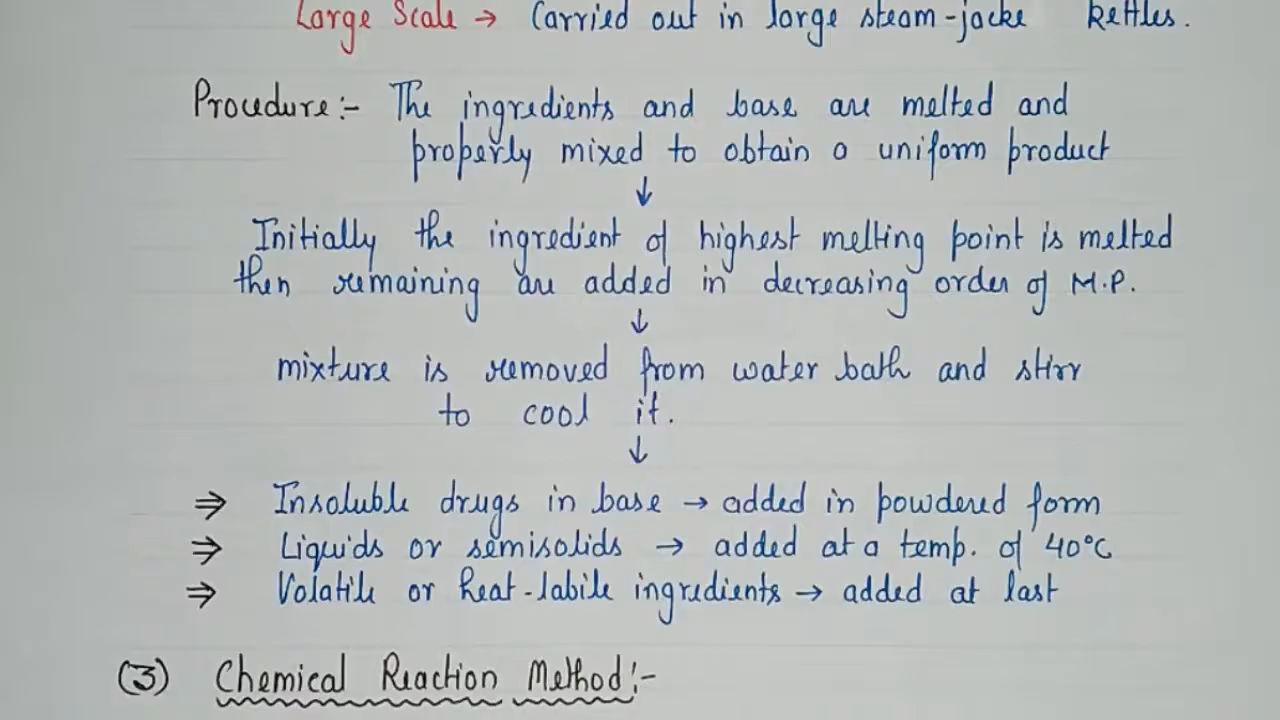 Large Scale → Carried out in large steam-jacke kettles.
Procedure:- The ingredients and base are melted and
properly mixed to obtain a uniform product
↓
Initially the ingredient of highest melting point is melted
then remaining are added in decreasing order of M.P.
↓
mixture is removed from water bath and stirr
to cool it.
↓
⇒ Insoluble drugs in base → added in powdered form
⇒ Liquids or semisolids → added at a temp. of 40°C
⇒ Volatile or heat-labile ingredients → added at last
(3) Chemical Reaction Method:-